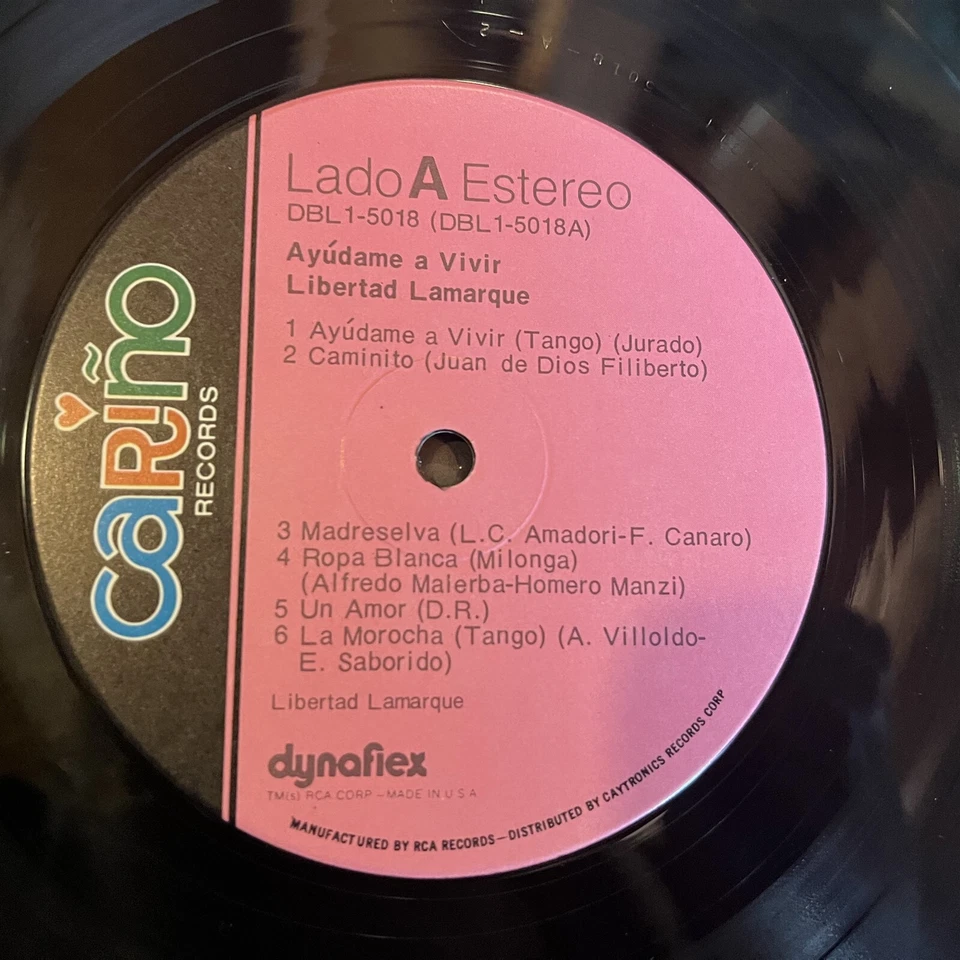 5018-A-2
Lado A Estereo
DBL1-5018 (DBL1-5018A)
Ayúdame a Vivir
Libertad Lamarque
1 Ayúdame a Vivir (Tango) (Jurado)
2 Caminito (Juan de Dios Filiberto)
CARIÑO
RECORDS
3 Madreselva (L.C. Amadori-F. Canaro)
4 Ropa Blanca (Milonga)
(Alfredo Malerba-Homero Manzi)
5 Un Amor (D.R.)
6 La Morocha (Tango) (A. Villoldo-
E. Saborido)
Libertad Lamarque
dynaflex
TM(s) RCA CORP – MADE IN U S A
MANUFACTURED BY RCA RECORDS – DISTRIBUTED BY CAYTRONICS RECORDS CORP